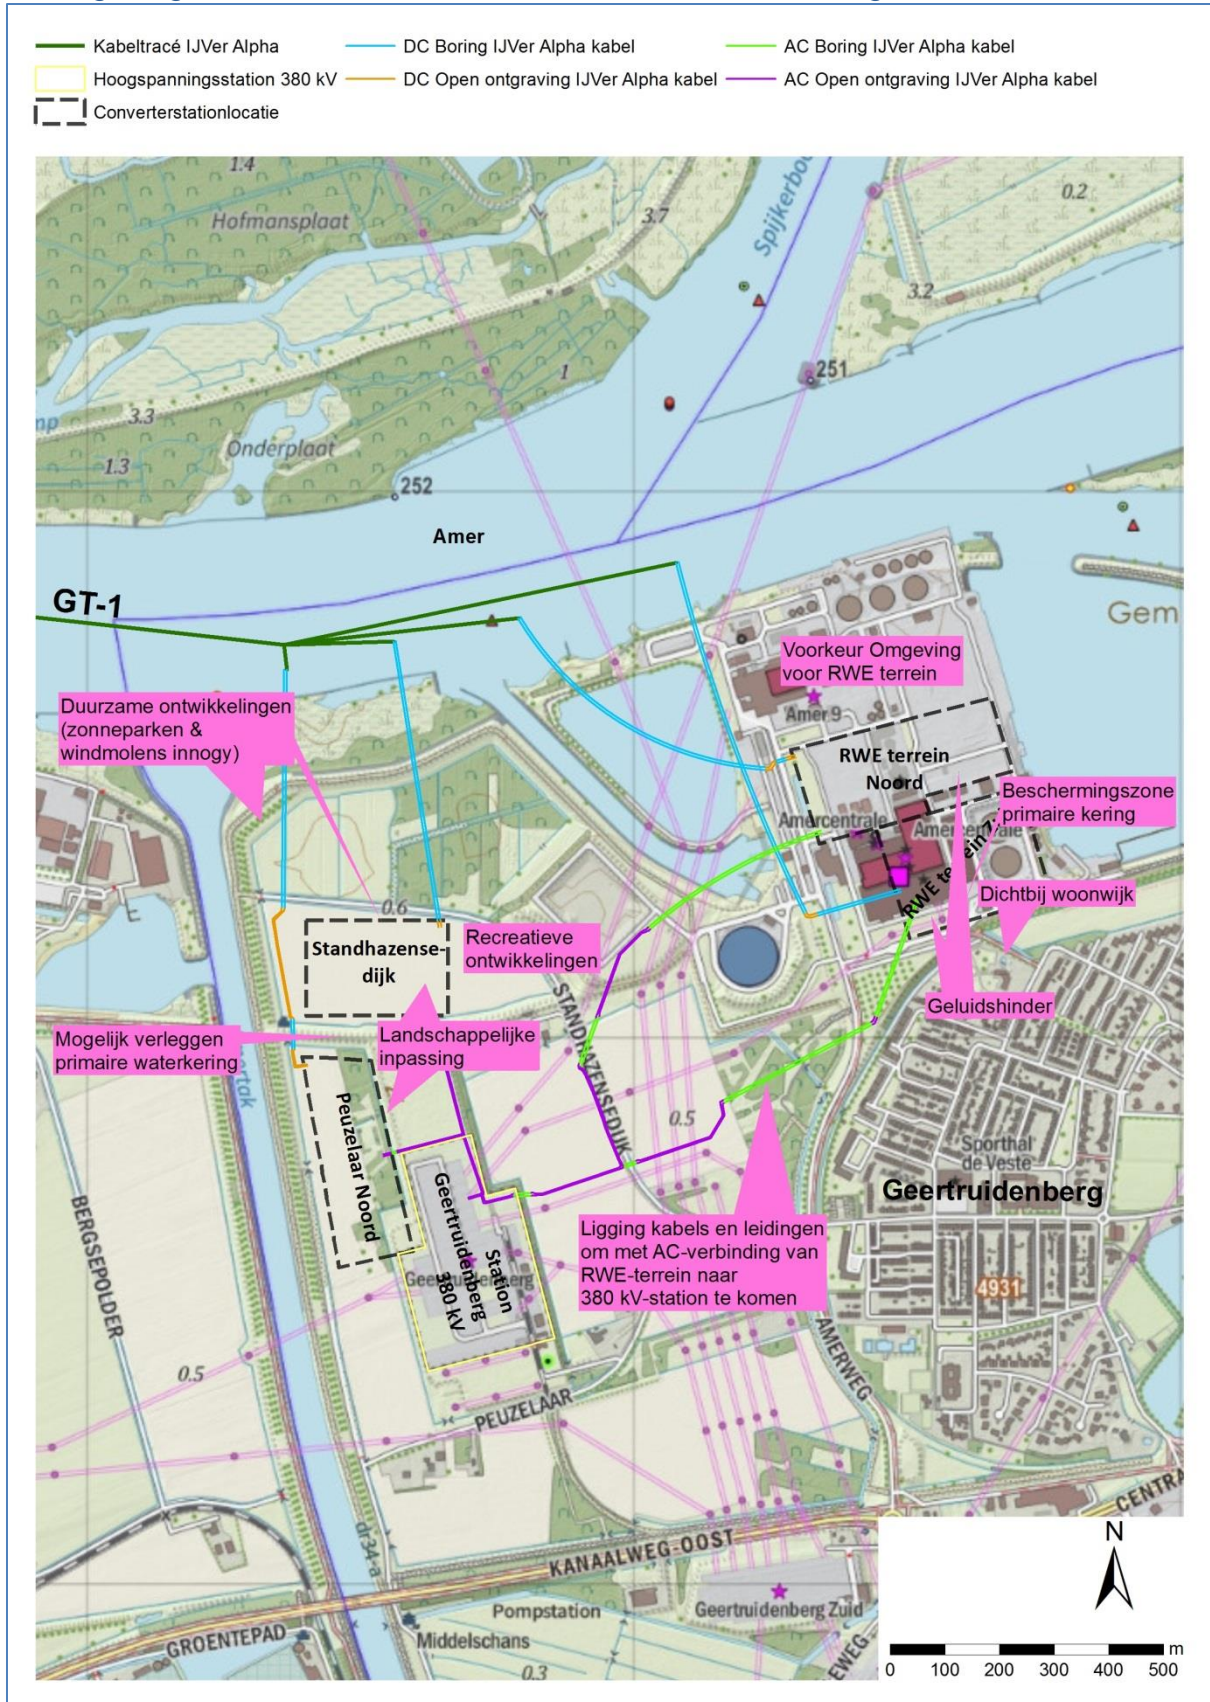 Kabeltracé IJVer Alpha
DC Boring IJVer Alpha kabel
AC Boring IJVer Alpha kabel
Hoogspanningsstation 380 kV
DC Open ontgraving IJVer Alpha kabel
AC Open ontgraving IJVer Alpha kabel
Converterstationlocatie
1.4
Hofmansplaat
3.7
0.2
3.2
251
1
3.3
Onderplaat
1.3
252
Amer
GT-1
Gem
Voorkeur Omgeving
voor RWE terrein
Amer 9
Duurzame ontwikkelingen
(zonneparken &
windmolens innogy)
RWE terrein
Noord
Beschermingszone
primaire kering
Amercentrale
Amercentrale
Dichtbij woonwijk
0.6
Standhazense-
dijk
Recreatieve
ontwikkelingen
Geluidshinder
Mogelijk verleggen
primaire waterkering
Landschappelijke
inpassing
STANDHAZENSEDIJK
0.5
Peuzelaar Noord
Sporthal
de Veste
Geertruidenberg
BERGSEPOLDER
Station
Geertruidenberg
380 kV
Geertruidenberg
Ligging kabels en leidingen
om met AC-verbinding van
RWE-terrein naar
380 kV-station te komen
4931
0.5
AMERWEG
PEUZELAAR
KANAALWEG-OOST
Pompstation
Geertruidenberg Zuid
GROENTEPAD
Middelschans
0.3
N
m
0 100 200 300 400 500